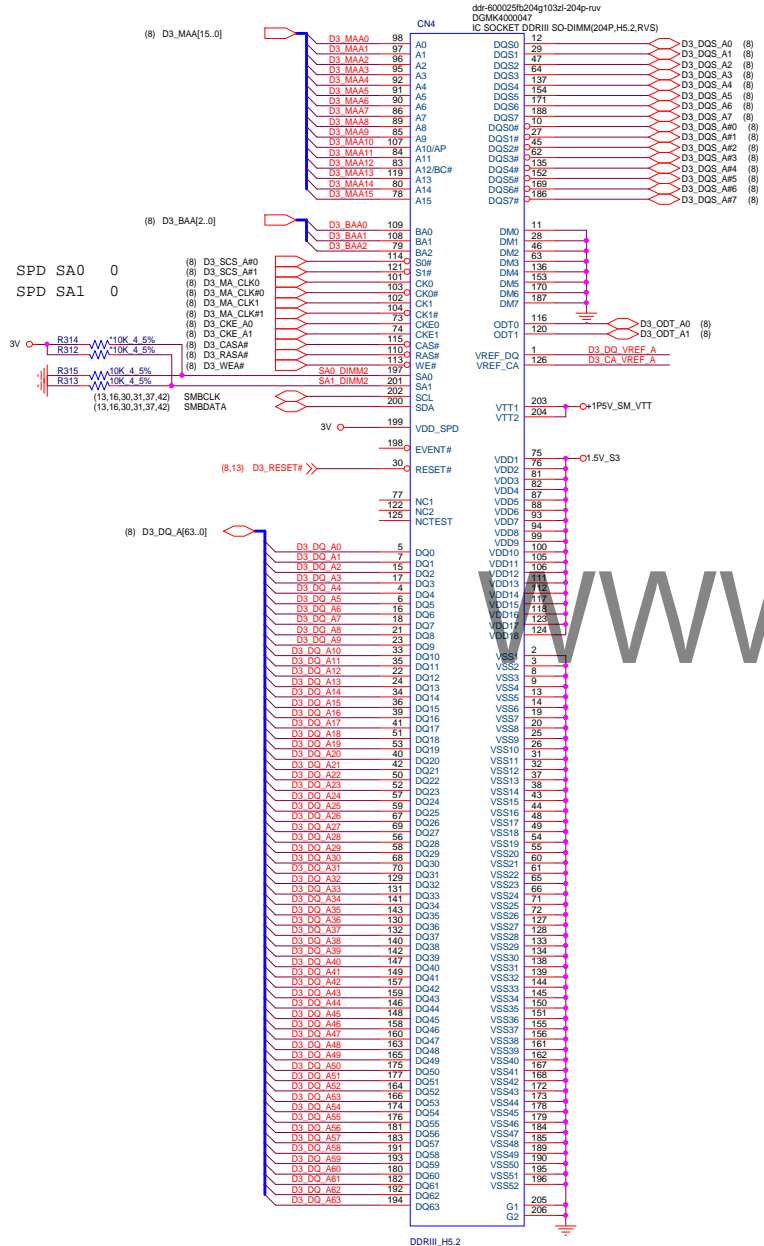 ddr-600025fb204g103zl-204p-ruv
DGMK4000047
IC SOCKET DDRIII SO-DIMM(204P,H5.2,RVS)
CN4
(8) D3_MAA[15..0]
D3_MAA0 98 A0
D3_MAA1 97 A1
D3_MAA2 96 A2
D3_MAA3 95 A3
D3_MAA4 92 A4
D3_MAA5 91 A5
D3_MAA6 90 A6
D3_MAA7 86 A7
D3_MAA8 89 A8
D3_MAA9 85 A9
D3_MAA10 107 A10/AP
D3_MAA11 84 A11
D3_MAA12 83 A12/BC#
D3_MAA13 119 A13
D3_MAA14 80 A14
D3_MAA15 78 A15
DQS0 12 D3_DQS_A0 (8)
DQS1 29 D3_DQS_A1 (8)
DQS2 47 D3_DQS_A2 (8)
DQS3 64 D3_DQS_A3 (8)
DQS4 137 D3_DQS_A4 (8)
DQS5 154 D3_DQS_A5 (8)
DQS6 171 D3_DQS_A6 (8)
DQS7 188 D3_DQS_A7 (8)
DQS0# 10 D3_DQS_A#0 (8)
DQS1# 27 D3_DQS_A#1 (8)
DQS2# 45 D3_DQS_A#2 (8)
DQS3# 62 D3_DQS_A#3 (8)
DQS4# 135 D3_DQS_A#4 (8)
DQS5# 152 D3_DQS_A#5 (8)
DQS6# 169 D3_DQS_A#6 (8)
DQS7# 186 D3_DQS_A#7 (8)
(8) D3_BAA[2..0]
D3_BAA0 109 BA0
D3_BAA1 108 BA1
D3_BAA2 79 BA2
(8) D3_SCS_A#0 114 S0#
(8) D3_SCS_A#1 121 S1#
(8) D3_MA_CLK0 101 CK0
(8) D3_MA_CLK#0 103 CK0#
(8) D3_MA_CLK1 102 CK1
(8) D3_MA_CLK#1 104 CK1#
(8) D3_CKE_A0 73 CKE0
(8) D3_CKE_A1 74 CKE1
(8) D3_CASA# 115 CAS#
(8) D3_RASA# 110 RAS#
(8) D3_WEA# 113 WE#
SPD SA0 0
SPD SA1 0
3V
R314 *10K_4_5%
R312 *10K_4_5%
R315 10K_4_5% SA0_DIMM2 197 SA0
R313 10K_4_5% SA1_DIMM2 201 SA1
(13,16,30,31,37,42) SMBCLK 202 SCL
(13,16,30,31,37,42) SMBDATA 200 SDA
3V 199 VDD_SPD
198 EVENT#
(8,13) D3_RESET# 30 RESET#
77 NC1
122 NC2
125 NCTEST
DM0 11
DM1 28
DM2 46
DM3 63
DM4 136
DM5 153
DM6 170
DM7 187
ODT0 116 D3_ODT_A0 (8)
ODT1 120 D3_ODT_A1 (8)
VREF_DQ 1 D3_DQ_VREF_A
VREF_CA 126 D3_CA_VREF_A
VTT1 203 +1P5V_SM_VTT
VTT2 204
VDD1 75 1.5V_S3
VDD2 76
VDD3 81
VDD4 82
VDD5 87
VDD6 88
VDD7 93
VDD8 94
VDD9 99
VDD10 100
VDD11 105
VDD12 106
VDD13 111
VDD14 112
VDD15 117
VDD16 118
VDD17 123
VDD18 124
(8) D3_DQ_A[63..0]
D3_DQ_A0 5 DQ0
D3_DQ_A1 7 DQ1
D3_DQ_A2 15 DQ2
D3_DQ_A3 17 DQ3
D3_DQ_A4 4 DQ4
D3_DQ_A5 6 DQ5
D3_DQ_A6 16 DQ6
D3_DQ_A7 18 DQ7
D3_DQ_A8 21 DQ8
D3_DQ_A9 23 DQ9
D3_DQ_A10 33 DQ10
D3_DQ_A11 35 DQ11
D3_DQ_A12 22 DQ12
D3_DQ_A13 24 DQ13
D3_DQ_A14 34 DQ14
D3_DQ_A15 36 DQ15
D3_DQ_A16 39 DQ16
D3_DQ_A17 41 DQ17
D3_DQ_A18 51 DQ18
D3_DQ_A19 53 DQ19
D3_DQ_A20 40 DQ20
D3_DQ_A21 42 DQ21
D3_DQ_A22 50 DQ22
D3_DQ_A23 52 DQ23
D3_DQ_A24 57 DQ24
D3_DQ_A25 59 DQ25
D3_DQ_A26 67 DQ26
D3_DQ_A27 69 DQ27
D3_DQ_A28 56 DQ28
D3_DQ_A29 58 DQ29
D3_DQ_A30 68 DQ30
D3_DQ_A31 70 DQ31
D3_DQ_A32 129 DQ32
D3_DQ_A33 131 DQ33
D3_DQ_A34 141 DQ34
D3_DQ_A35 143 DQ35
D3_DQ_A36 130 DQ36
D3_DQ_A37 132 DQ37
D3_DQ_A38 140 DQ38
D3_DQ_A39 142 DQ39
D3_DQ_A40 147 DQ40
D3_DQ_A41 149 DQ41
D3_DQ_A42 157 DQ42
D3_DQ_A43 159 DQ43
D3_DQ_A44 146 DQ44
D3_DQ_A45 148 DQ45
D3_DQ_A46 158 DQ46
D3_DQ_A47 160 DQ47
D3_DQ_A48 163 DQ48
D3_DQ_A49 165 DQ49
D3_DQ_A50 175 DQ50
D3_DQ_A51 177 DQ51
D3_DQ_A52 164 DQ52
D3_DQ_A53 166 DQ53
D3_DQ_A54 174 DQ54
D3_DQ_A55 176 DQ55
D3_DQ_A56 181 DQ56
D3_DQ_A57 183 DQ57
D3_DQ_A58 191 DQ58
D3_DQ_A59 193 DQ59
D3_DQ_A60 180 DQ60
D3_DQ_A61 182 DQ61
D3_DQ_A62 192 DQ62
D3_DQ_A63 194 DQ63
VSS1 2
VSS2 3
VSS3 8
VSS4 9
VSS5 13
VSS6 14
VSS7 19
VSS8 20
VSS9 25
VSS10 26
VSS11 31
VSS12 32
VSS13 37
VSS14 38
VSS15 43
VSS16 44
VSS17 48
VSS18 49
VSS19 54
VSS20 55
VSS21 60
VSS22 61
VSS23 65
VSS24 66
VSS25 71
VSS26 72
VSS27 127
VSS28 128
VSS29 133
VSS30 134
VSS31 138
VSS32 139
VSS33 144
VSS34 145
VSS35 150
VSS36 151
VSS37 155
VSS38 156
VSS39 161
VSS40 162
VSS41 167
VSS42 168
VSS43 172
VSS44 173
VSS45 178
VSS46 179
VSS47 184
VSS48 185
VSS49 189
VSS50 190
VSS51 195
VSS52 196
G1 205
G2 206
DDRIII_H5.2
www